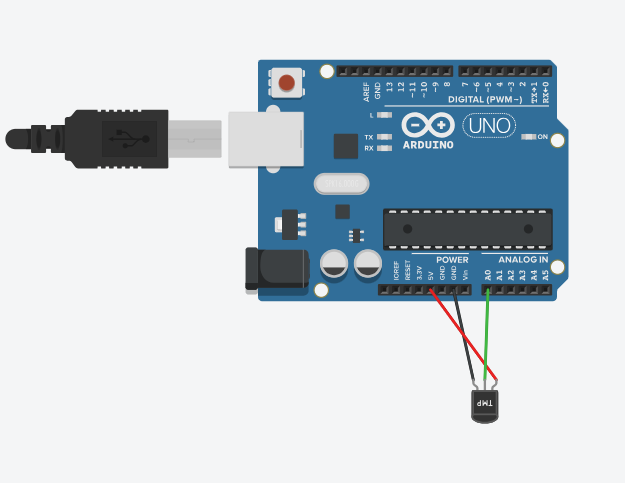 AREF
GND
13
12
~11
~10
~9
8
7
~6
~5
4
~3
2
TX→1
RX←0
DIGITAL (PWM~)
L
TX
RX
ARDUINO
UNO
ON
POWER
ANALOG IN
IOREF
RESET
3.3V
5V
GND
GND
Vin
A0
A1
A2
A3
A4
A5
TMP